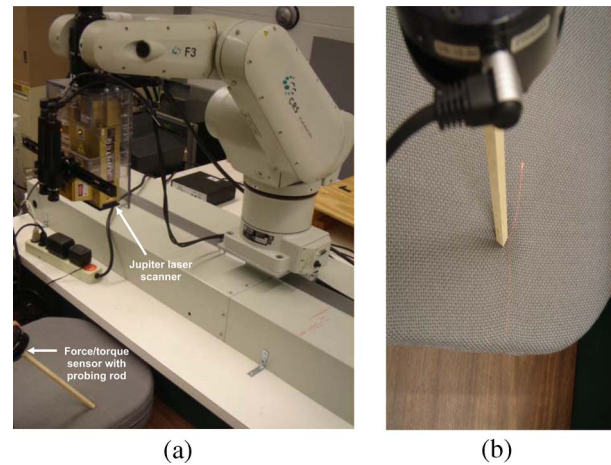 F3
CRS
Jupiter laser
scanner
Force/torque
sensor with
probing rod
(a)
(b)